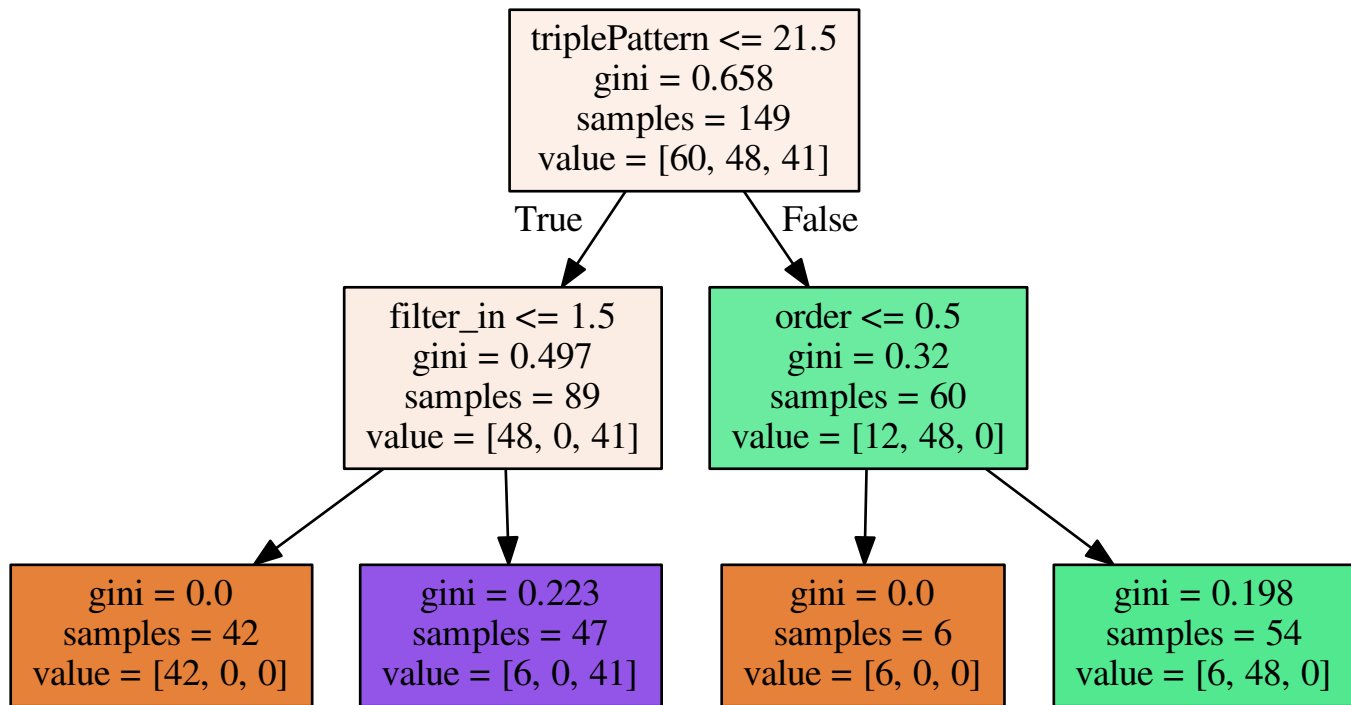 triplePattern <= 21.5
gini = 0.658
samples = 149
value = [60, 48, 41]
True
False
filter_in <= 1.5
gini = 0.497
samples = 89
value = [48, 0, 41]
order <= 0.5
gini = 0.32
samples = 60
value = [12, 48, 0]
gini = 0.0
samples = 42
value = [42, 0, 0]
gini = 0.223
samples = 47
value = [6, 0, 41]
gini = 0.0
samples = 6
value = [6, 0, 0]
gini = 0.198
samples = 54
value = [6, 48, 0]